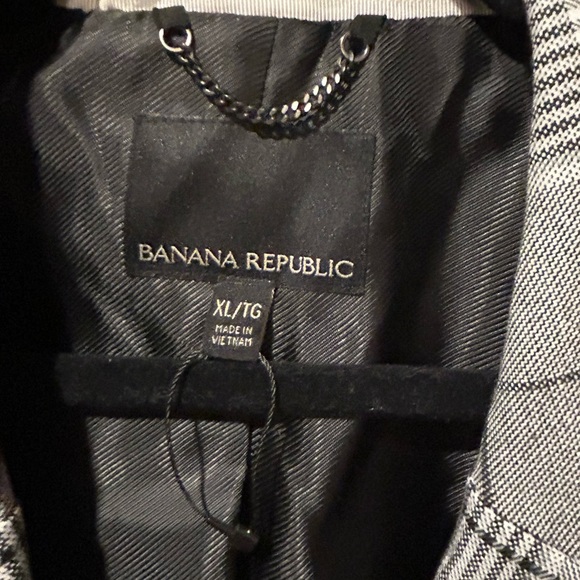 BANANA REPUBLIC
XL/TG
MADE IN
VIETNAM